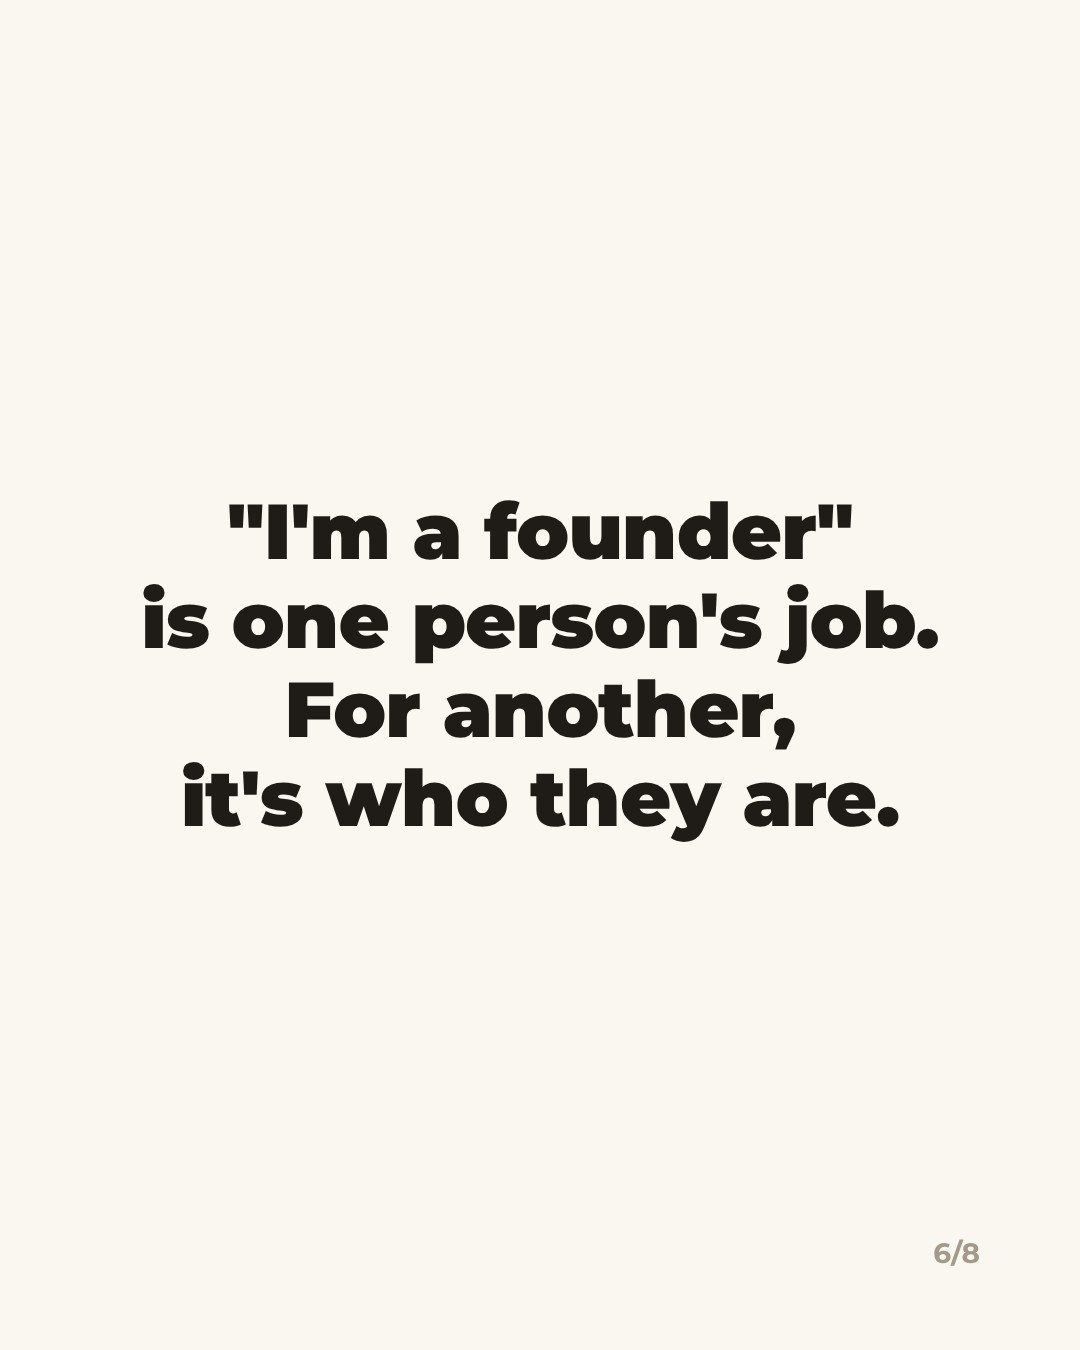 "I'm a founder"
is one person's job.
For another,
it's who they are.
6/8